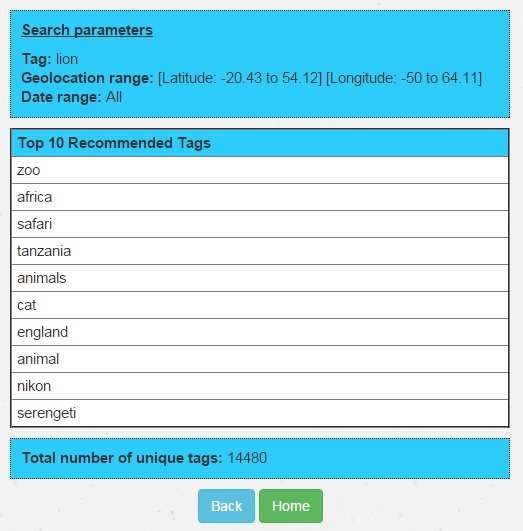 Search parameters
Tag: lion
Geolocation range: [Latitude: -20.43 to 54.12] [Longitude: -50 to 64.11]
Date range: All
Top 10 Recommended Tags
zoo
africa
safari
tanzania
animals
cat
england
animal
nikon
serengeti
Total number of unique tags: 14480
Back Home